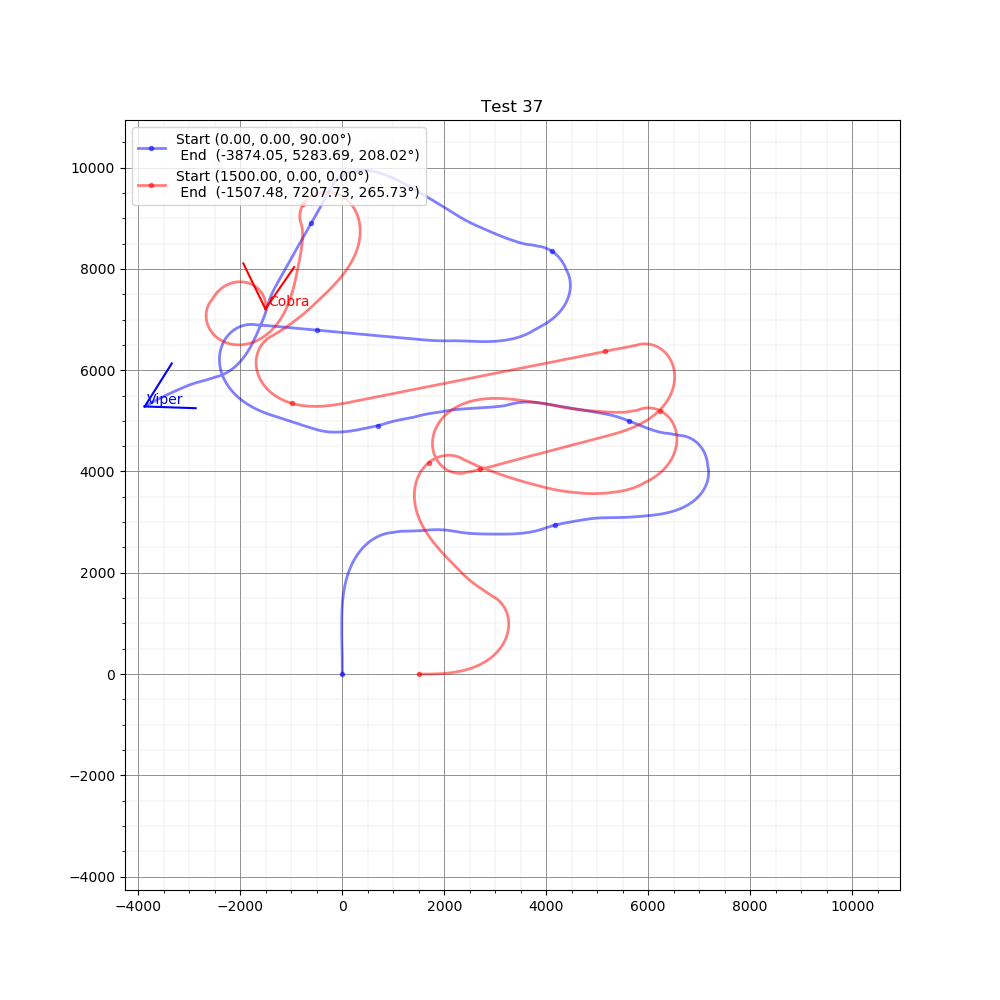 Test 37
Start (0.00, 0.00, 90.00°)
End  (-3874.05, 5283.69, 208.02°)
Start (1500.00, 0.00, 0.00°)
End  (-1507.48, 7207.73, 265.73°)
10000
8000
Cobra
6000
Viper
4000
2000
0
−2000
−4000
−4000 −2000 0 2000 4000 6000 8000 10000